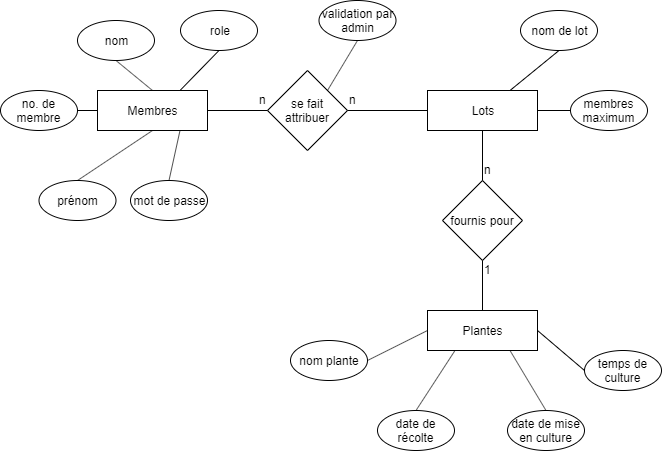 validation par
admin
role
nom de lot
nom
no. de
membre
Membres
n
se fait
attribuer
n
Lots
membres
maximum
prénom
mot de passe
n
fournis pour
1
Plantes
nom plante
temps de
culture
date de
récolte
date de mise
en culture